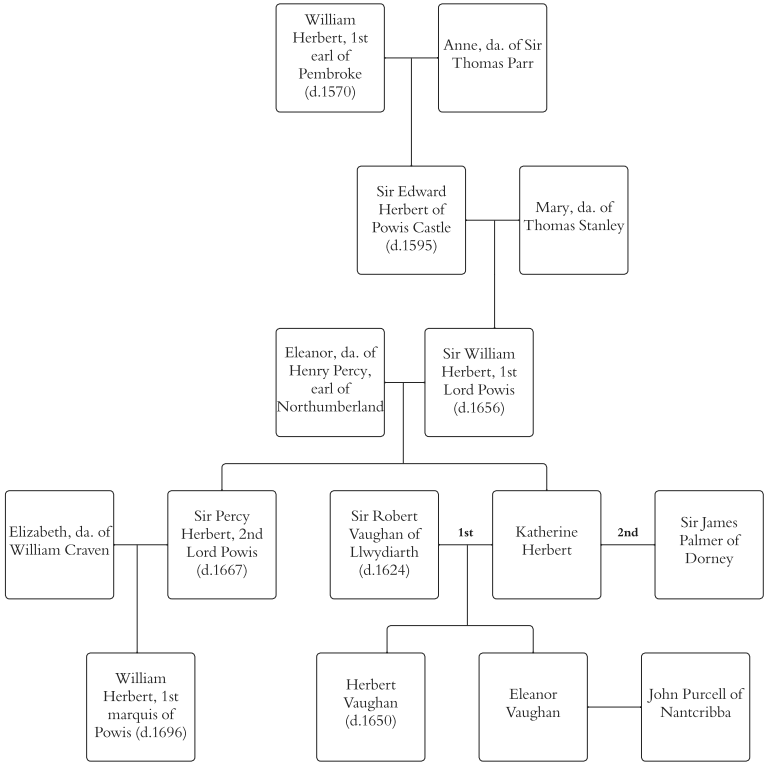 William
Herbert, 1st
earl of
Pembroke
(d.1570)
Anne, da. of Sir
Thomas Parr
Sir Edward
Herbert of
Powis Castle
(d.1595)
Mary, da. of
Thomas Stanley
Eleanor, da. of
Henry Percy,
earl of
Northumberland
Sir William
Herbert, 1st
Lord Powis
(d.1656)
Elizabeth, da. of
William Craven
Sir Percy
Herbert, 2nd
Lord Powis
(d.1667)
Sir Robert
Vaughan of
Llwydiarth
(d.1624)
1st
Katherine
Herbert
2nd
Sir James
Palmer of
Dorney
William
Herbert, 1st
marquis of
Powis (d.1696)
Herbert
Vaughan
(d.1650)
Eleanor
Vaughan
John Purcell of
Nantcribba